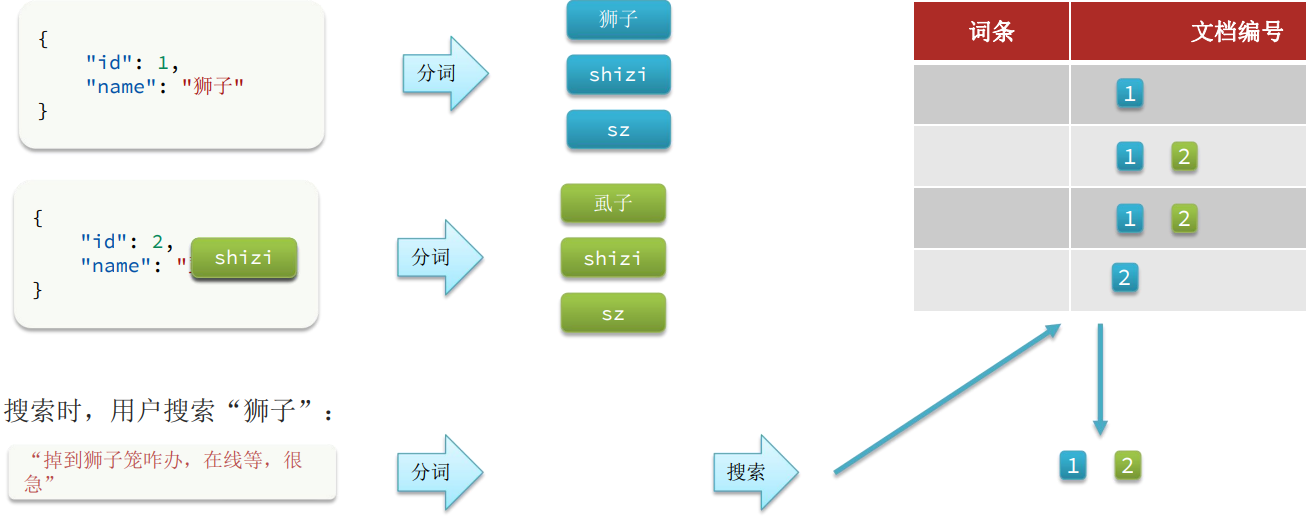 {
"id": 1,
"name": "狮子"
}
分词
狮子
shizi
sz
词条
文档编号
1
1 2
1 2
2
{
"id": 2,
"name": "
shizi
}
分词
虱子
shizi
sz
搜索时，用户搜索“狮子”：
“掉到狮子笼咋办，在线等，很
急”
分词
搜索
1 2